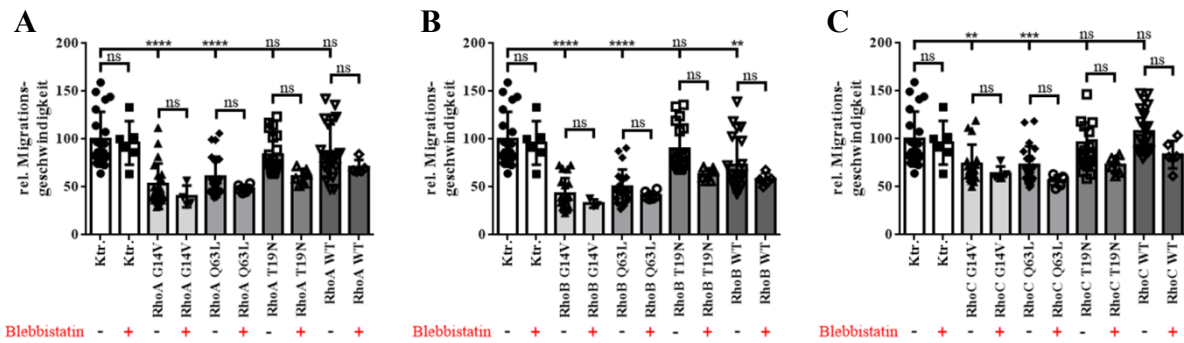 A
**** **** ns ns
ns
ns
ns
ns
ns
200
150
100
50
0
rel. Migrations-
geschwindigkeit
Ktr.
Ktr.
RhoA G14V
RhoA G14V
RhoA Q63L
RhoA Q63L
RhoA T19N
RhoA T19N
RhoA WT
RhoA WT
Blebbistatin - + - + - + - + - +
B
**** **** ns **
ns
ns
ns
ns
ns
200
150
100
50
0
rel. Migrations-
geschwindigkeit
Ktr.
Ktr.
RhoB G14V
RhoB G14V
RhoB Q63L
RhoB Q63L
RhoB T19N
RhoB T19N
RhoB WT
RhoB WT
Blebbistatin - + - + - + - + - +
C
** *** ns ns
ns
ns
ns
ns
ns
200
150
100
50
0
rel. Migrations-
geschwindigkeit
Ktr.
Ktr.
RhoC G14V
RhoC G14V
RhoC Q63L
RhoC Q63L
RhoC T19N
RhoC T19N
RhoC WT
RhoC WT
Blebbistatin - + - + - + - + - +